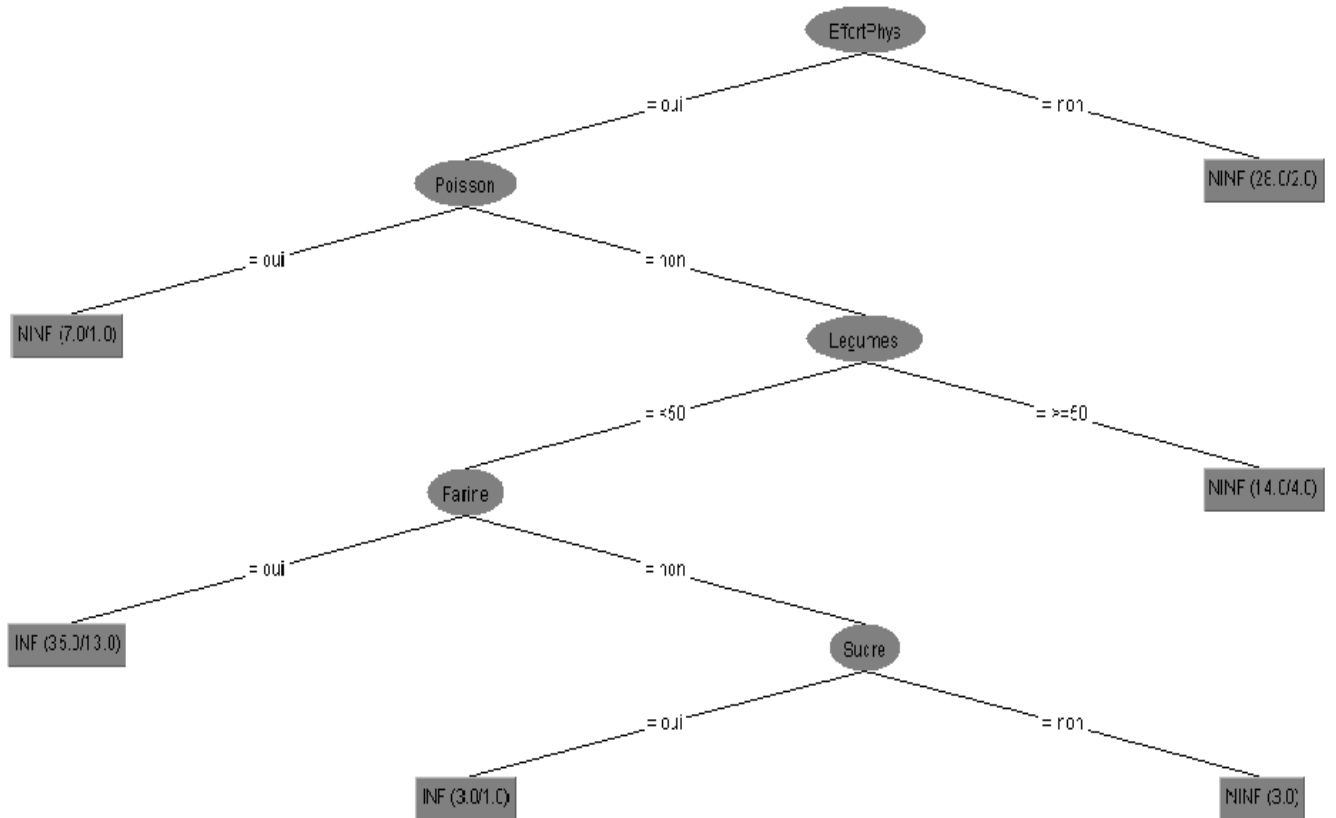 EffortPhys
= oui
= non
Poisson
NINF (28.0/2.0)
= oui
= non
NINF (7.0/1.0)
Legumes
= <50
= >=50
Farine
NINF (14.0/4.0)
= oui
= non
INF (35.0/13.0)
Sucre
= oui
= non
INF (3.0/1.0)
NINF (3.0)